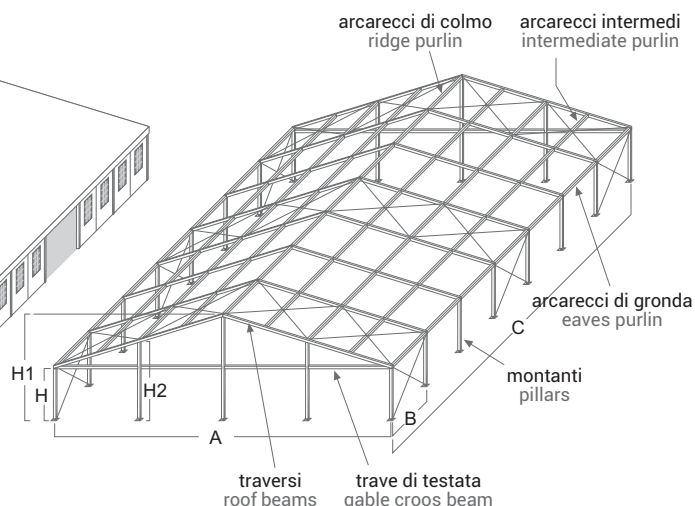 arcarecci di colmo
ridge purlin
arcarecci intermedi
intermediate purlin
arcarecci di gronda
eaves purlin
C
montanti
pillars
H1
H
H2
B
A
traversi
roof beams
trave di testata
gable croos beam